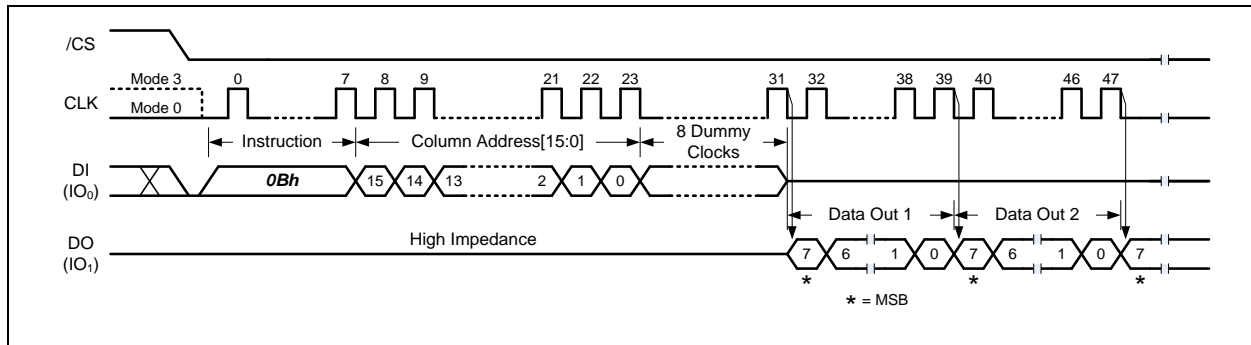 /CS
Mode 3
0 7 8 9 21 22 23 31 32 38 39 40 46 47
CLK
Mode 0
Instruction
Column Address[15:0]
8 Dummy
Clocks
DI
(IO₀)
0Bh
15 14 13 2 1 0
Data Out 1
Data Out 2
DO
(IO₁)
High Impedance
7 6 1 0 7 6 1 0 7
* * *
* = MSB